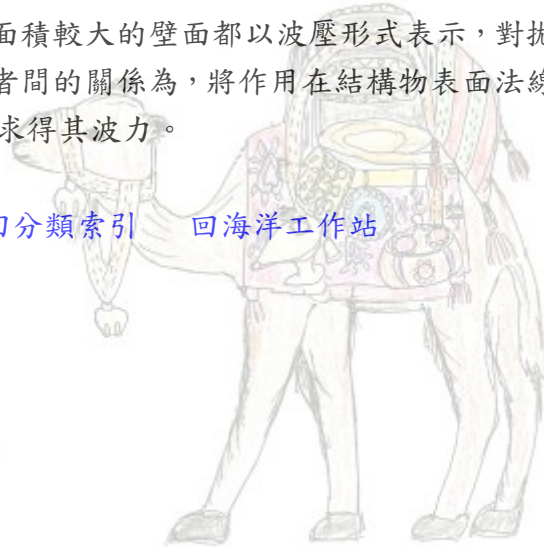 面積較大的壁面都以波壓形式表示，對拋
者間的關係為，將作用在結構物表面法線
求得其波力。
分類索引 回海洋工作站